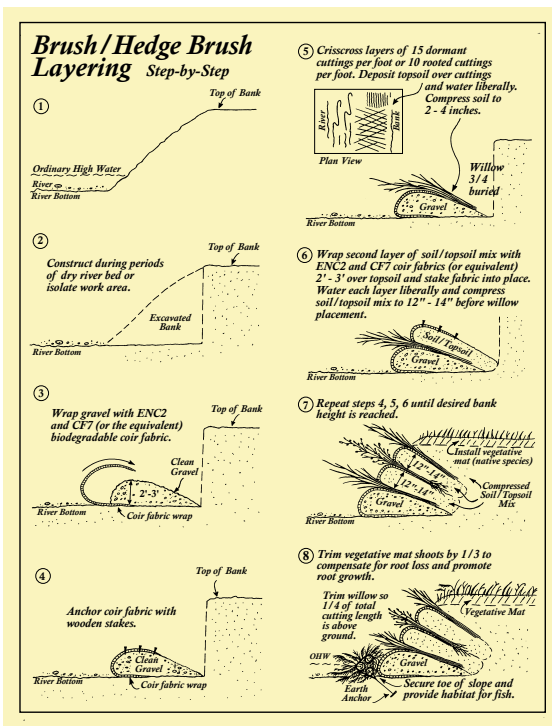 Brush/Hedge Brush
Layering Step-by-Step
1
Top of Bank
Ordinary High Water
River
River Bottom
2
Construct during periods
of dry river bed or
isolate work area.
Top of Bank
Excavated
Bank
River Bottom
3
Wrap gravel with ENC2
and CF7 (or the equivalent)
biodegradable coir fabric.
Top of Bank
Clean
Gravel
2'-3'
River Bottom
Coir fabric wrap
4
Anchor coir fabric with
wooden stakes.
Top of Bank
Clean
Gravel
River Bottom
Coir fabric wrap
5 Crisscross layers of 15 dormant
cuttings per foot or 10 rooted cuttings
per foot. Deposit topsoil over cuttings
and water liberally.
Compress soil to
2 - 4 inches.
River
Bank
Plan View
Willow
3/4
buried
Gravel
River Bottom
6 Wrap second layer of soil/topsoil mix with
ENC2 and CF7 coir fabrics (or equivalent)
2' - 3' over topsoil and stake fabric into place.
Water each layer liberally and compress
soil/topsoil mix to 12" - 14" before willow
placement.
Soil/Topsoil
Gravel
River Bottom
7 Repeat steps 4, 5, 6 until desired bank
height is reached.
Install vegetative
mat (native species)
12"-14"
12"-14"
Gravel
Compressed
Soil/Topsoil
Mix
River Bottom
8 Trim vegetative mat shoots by 1/3 to
compensate for root loss and promote
root growth.
Trim willow so
1/4 of total
cutting length
is above
ground.
Vegetative Mat
OHW
Gravel
Earth
Anchor
Secure toe of slope and
provide habitat for fish.